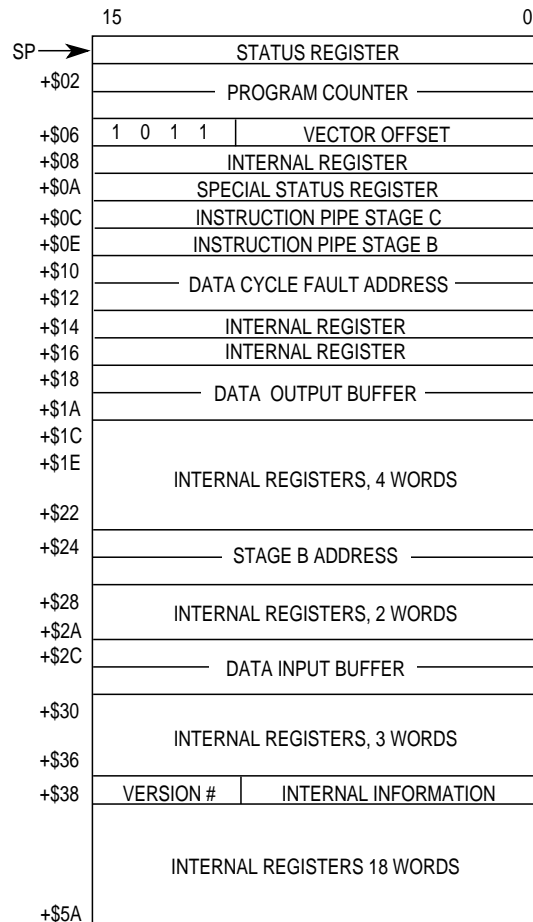 15 0
SP STATUS REGISTER
+$02 PROGRAM COUNTER
+$06 1 0 1 1 VECTOR OFFSET
+$08 INTERNAL REGISTER
+$0A SPECIAL STATUS REGISTER
+$0C INSTRUCTION PIPE STAGE C
+$0E INSTRUCTION PIPE STAGE B
+$10
DATA CYCLE FAULT ADDRESS
+$12
+$14 INTERNAL REGISTER
+$16 INTERNAL REGISTER
+$18
DATA OUTPUT BUFFER
+$1A
+$1C
+$1E
INTERNAL REGISTERS, 4 WORDS
+$22
+$24 STAGE B ADDRESS
+$28
INTERNAL REGISTERS, 2 WORDS
+$2A
+$2C DATA INPUT BUFFER
+$30
INTERNAL REGISTERS, 3 WORDS
+$36
+$38 VERSION # INTERNAL INFORMATION
INTERNAL REGISTERS 18 WORDS
+$5A